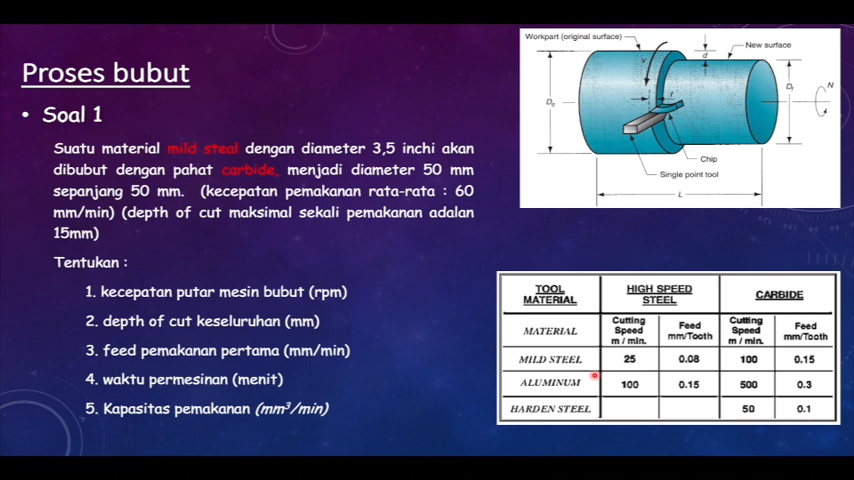 Proses bubut
• Soal 1
Suatu material mild steal dengan diameter 3,5 inchi akan
dibubut dengan pahat carbide, menjadi diameter 50 mm
sepanjang 50 mm. (kecepatan pemakanan rata-rata : 60
mm/min) (depth of cut maksimal sekali pemakanan adalan
15mm)
Tentukan :
1. kecepatan putar mesin bubut (rpm)
2. depth of cut keseluruhan (mm)
3. feed pemakanan pertama (mm/min)
4. waktu permesinan (menit)
5. Kapasitas pemakanan (mm³/min)
Workpart (original surface)
New surface
v
d
f
Do
Df
N
Chip
Single point tool
L
TOOL MATERIAL HIGH SPEED STEEL CARBIDE
MATERIAL Cutting Speed m / min. Feed mm/Tooth Cutting Speed m / min. Feed mm/Tooth
MILD STEEL 25 0.08 100 0.15
ALUMINUM 100 0.15 500 0.3
HARDEN STEEL 50 0.1